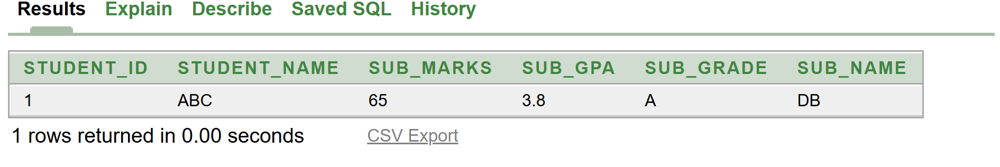 Results Explain Describe Saved SQL History
STUDENT_ID STUDENT_NAME SUB_MARKS SUB_GPA SUB_GRADE SUB_NAME
1 ABC 65 3.8 A DB
1 rows returned in 0.00 seconds CSV Export